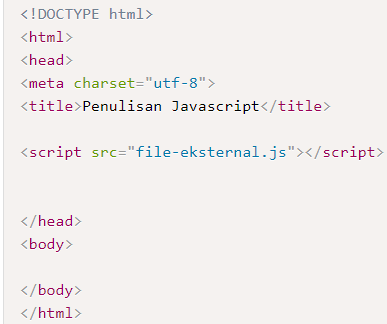 <!DOCTYPE html>
<html>
<head>
<meta charset="utf-8">
<title>Penulisan Javascript</title>
<script src="file-eksternal.js"></script>
</head>
<body>
</body>
</html>